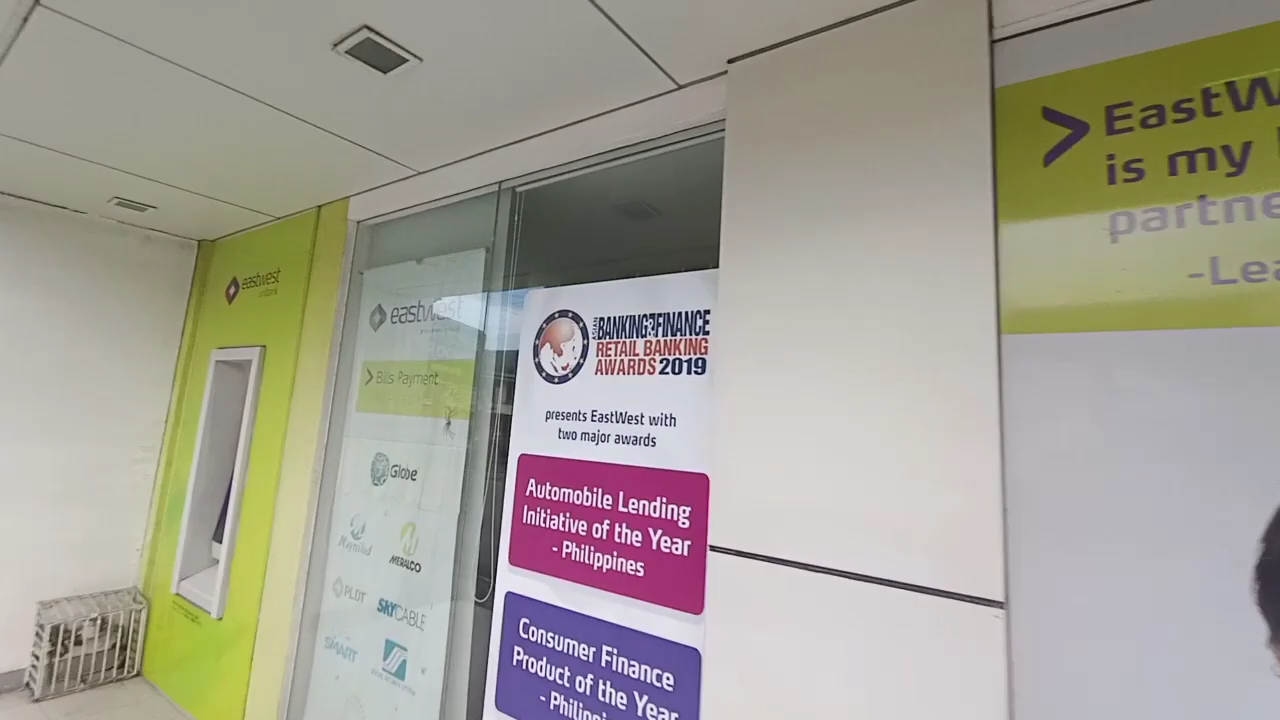 eastwest
eastwest
Bills Payment
Globe
Maynilad
MERALCO
PLDT
SKYCABLE
SMART
ASIAN
BANKING & FINANCE
RETAIL BANKING
AWARDS 2019
presents EastWest with
two major awards
Automobile Lending
Initiative of the Year
- Philippines
Consumer Finance
Product of the Year
- Philippi
EastW
is my
partne
-Lea